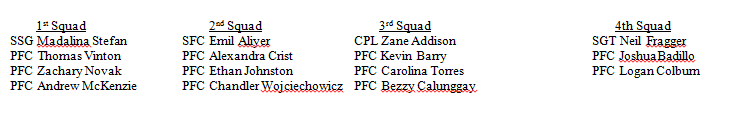 1st Squad 2nd Squad 3rd Squad 4th Squad
SSG Madalina Stefan SFC Emil Aliyer CPL Zane Addison SGT Neil Fragger
PFC Thomas Vinton PFC Alexandra Crist PFC Kevin Barry PFC Joshua Badillo
PFC Zachary Novak PFC Ethan Johnston PFC Carolina Torres PFC Logan Colburn
PFC Andrew McKenzie PFC Chandler Wojciechowicz PFC Bezzy Calunggay